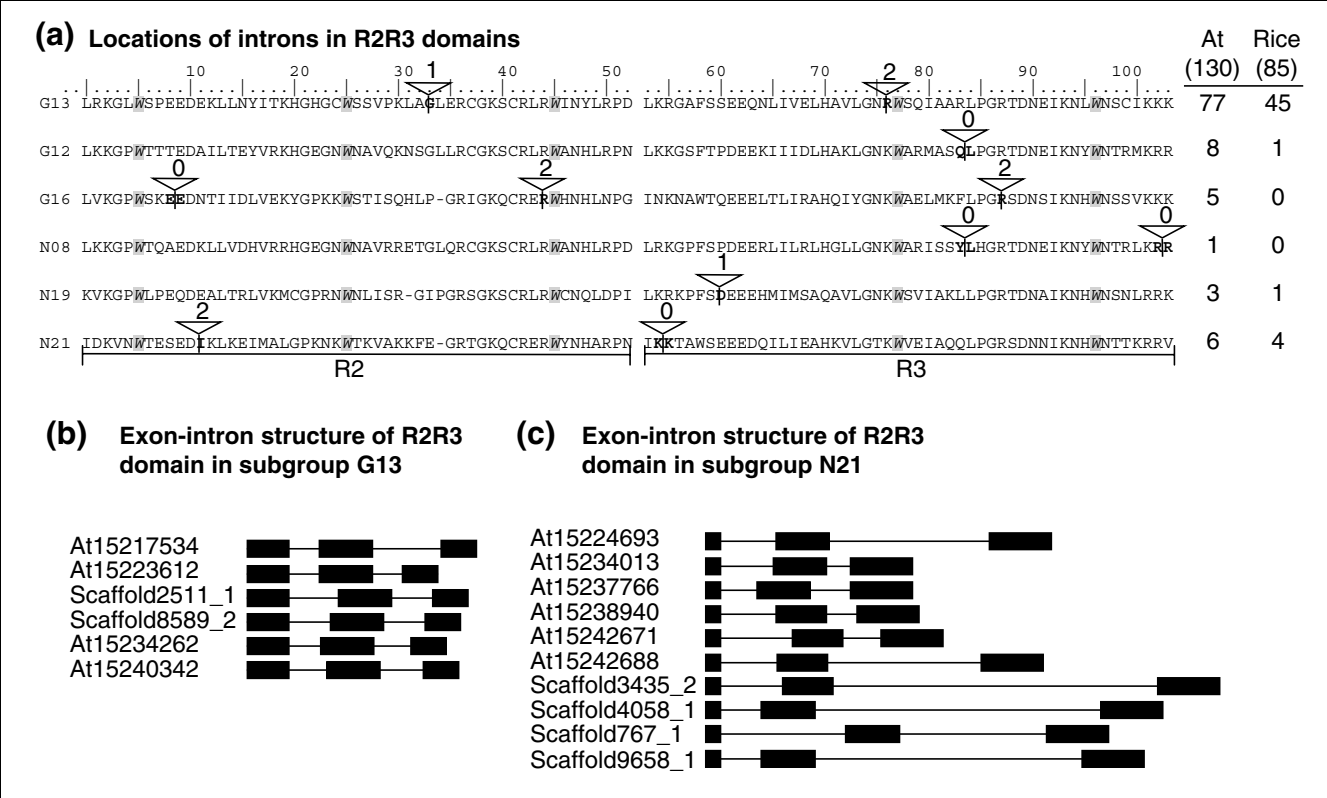 (a) Locations of introns in R2R3 domains
At Rice
(130) (85)
10 20 30 40 50 60 70 80 90 100
1 2
G13 LRKGLWSPEEDEKLLNYITKHGHGCWSSVPKLAGLERCGKSCRLRWINYLRPD LKRGAFSSEEQNLIVELHAVLGNRWSQIAARLPGRTDNEIKNLWNSCIKKK 77 45
0
G12 LKKGPWTTTEDAILTEYVRKHGEGNWNAVQKNSGLLRCGKSCRLRWANHLRPN LKKGSFTPDEEKIIIDLHAKLGNKWARMASQLPGRTDNEIKNYWNTRMKRR 8 1
0 2 2
G16 LVKGPWSKEEDNTIIDLVEKYGPKKWSTISQHLP-GRIGKQCRERWHNHLNPG INKNAWTQEEELTLIRAHQIYGNKWAELMKFLPGRSDNSIKNHWNSSVKKK 5 0
0 0
N08 LKKGPWTQAEDKLLVDHVRRHGEGNWNAVRRETGLQRCGKSCRLRWANHLRPD LRKGPFSPDEERLILRLHGLLGNKWARISSYLHGRTDNEIKNYWNTRLKRR 1 0
1
N19 KVKGPWLPEQDEALTRLVKMCGPRNWNLISR-GIPGRSGKSCRLRWCNQLDPI LKRKPFSDEEEHMIMSAQAVLGNKWSVIAKLLPGRTDNAIKNHWNSNLRRK 3 1
2 0
N21 IDKVNWTESEDIKLKEIMALGPKNKWTKVAKKFE-GRTGKQCRERWYNHARPN IKKTAWSEEEDQILIEAHKVLGTKWVEIAQQLPGRSDNNIKNHWNTTKRRV 6 4
R2 R3
(b) Exon-intron structure of R2R3
domain in subgroup G13
At15217534
At15223612
Scaffold2511_1
Scaffold8589_2
At15234262
At15240342
(c) Exon-intron structure of R2R3
domain in subgroup N21
At15224693
At15234013
At15237766
At15238940
At15242671
At15242688
Scaffold3435_2
Scaffold4058_1
Scaffold767_1
Scaffold9658_1